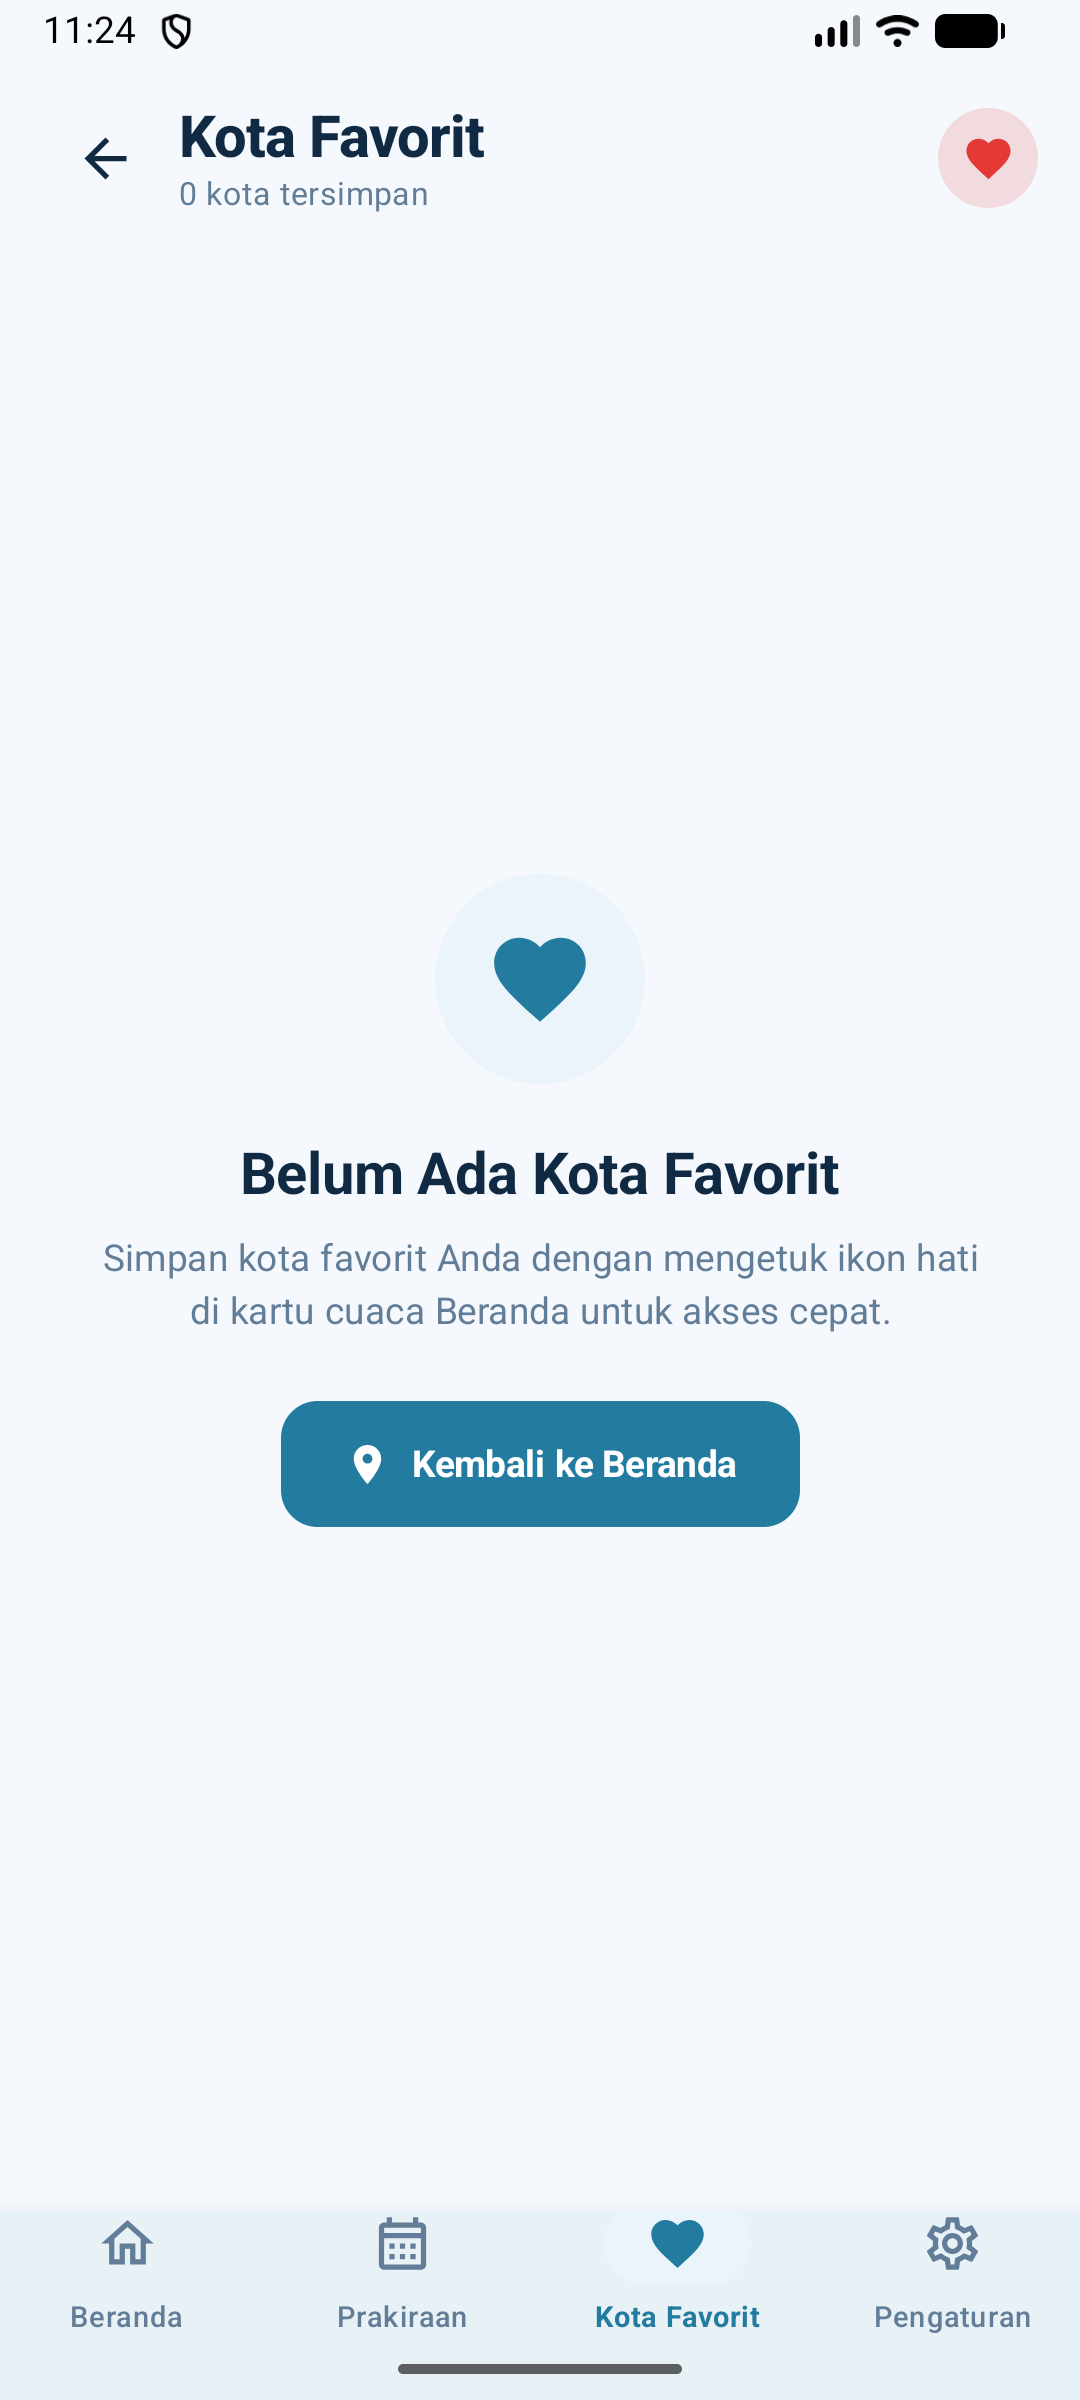 11:24
Kota Favorit
0 kota tersimpan
Belum Ada Kota Favorit
Simpan kota favorit Anda dengan mengetuk ikon hati
di kartu cuaca Beranda untuk akses cepat.
Kembali ke Beranda
Beranda
Prakiraan
Kota Favorit
Pengaturan